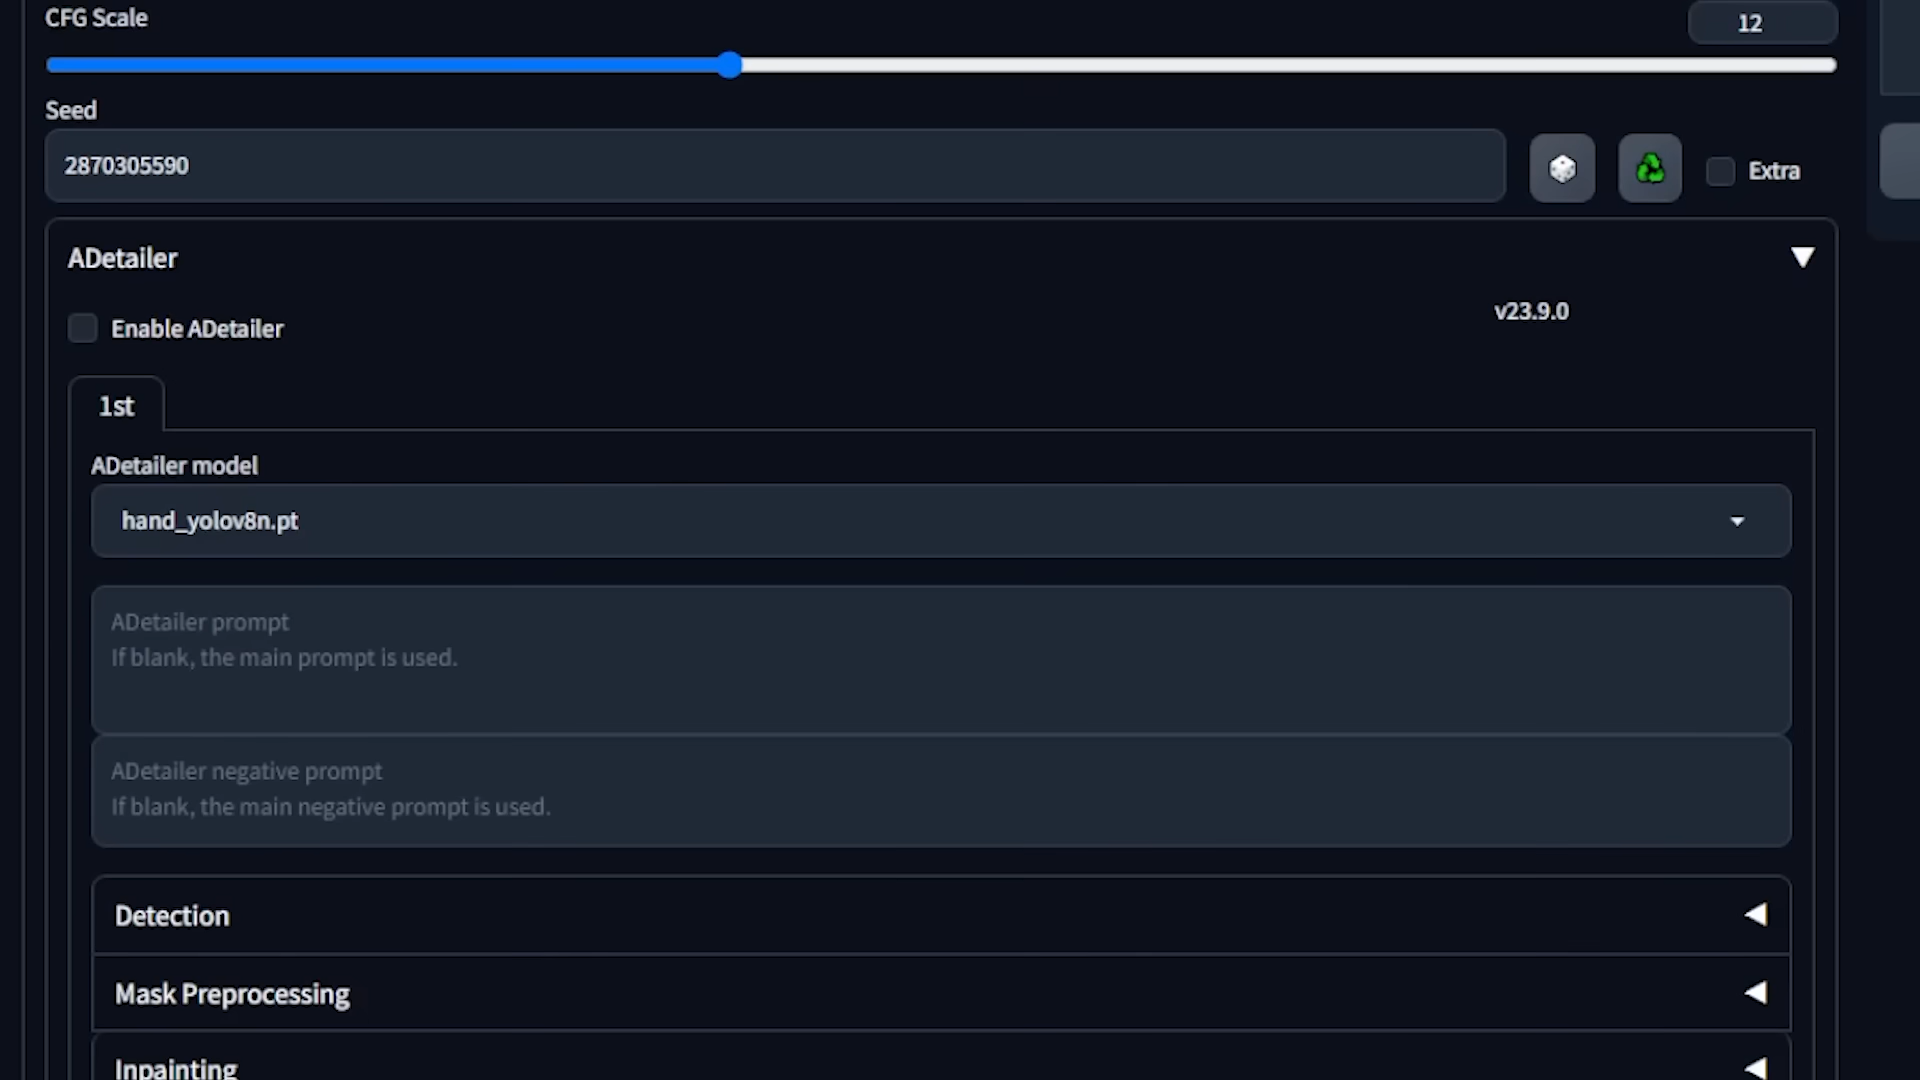 CFG Scale
12
Seed
2870305590
Extra
ADetailer
v23.9.0
Enable ADetailer
1st
ADetailer model
hand_yolov8n.pt
ADetailer prompt
If blank, the main prompt is used.
ADetailer negative prompt
If blank, the main negative prompt is used.
Detection
Mask Preprocessing
Inpainting